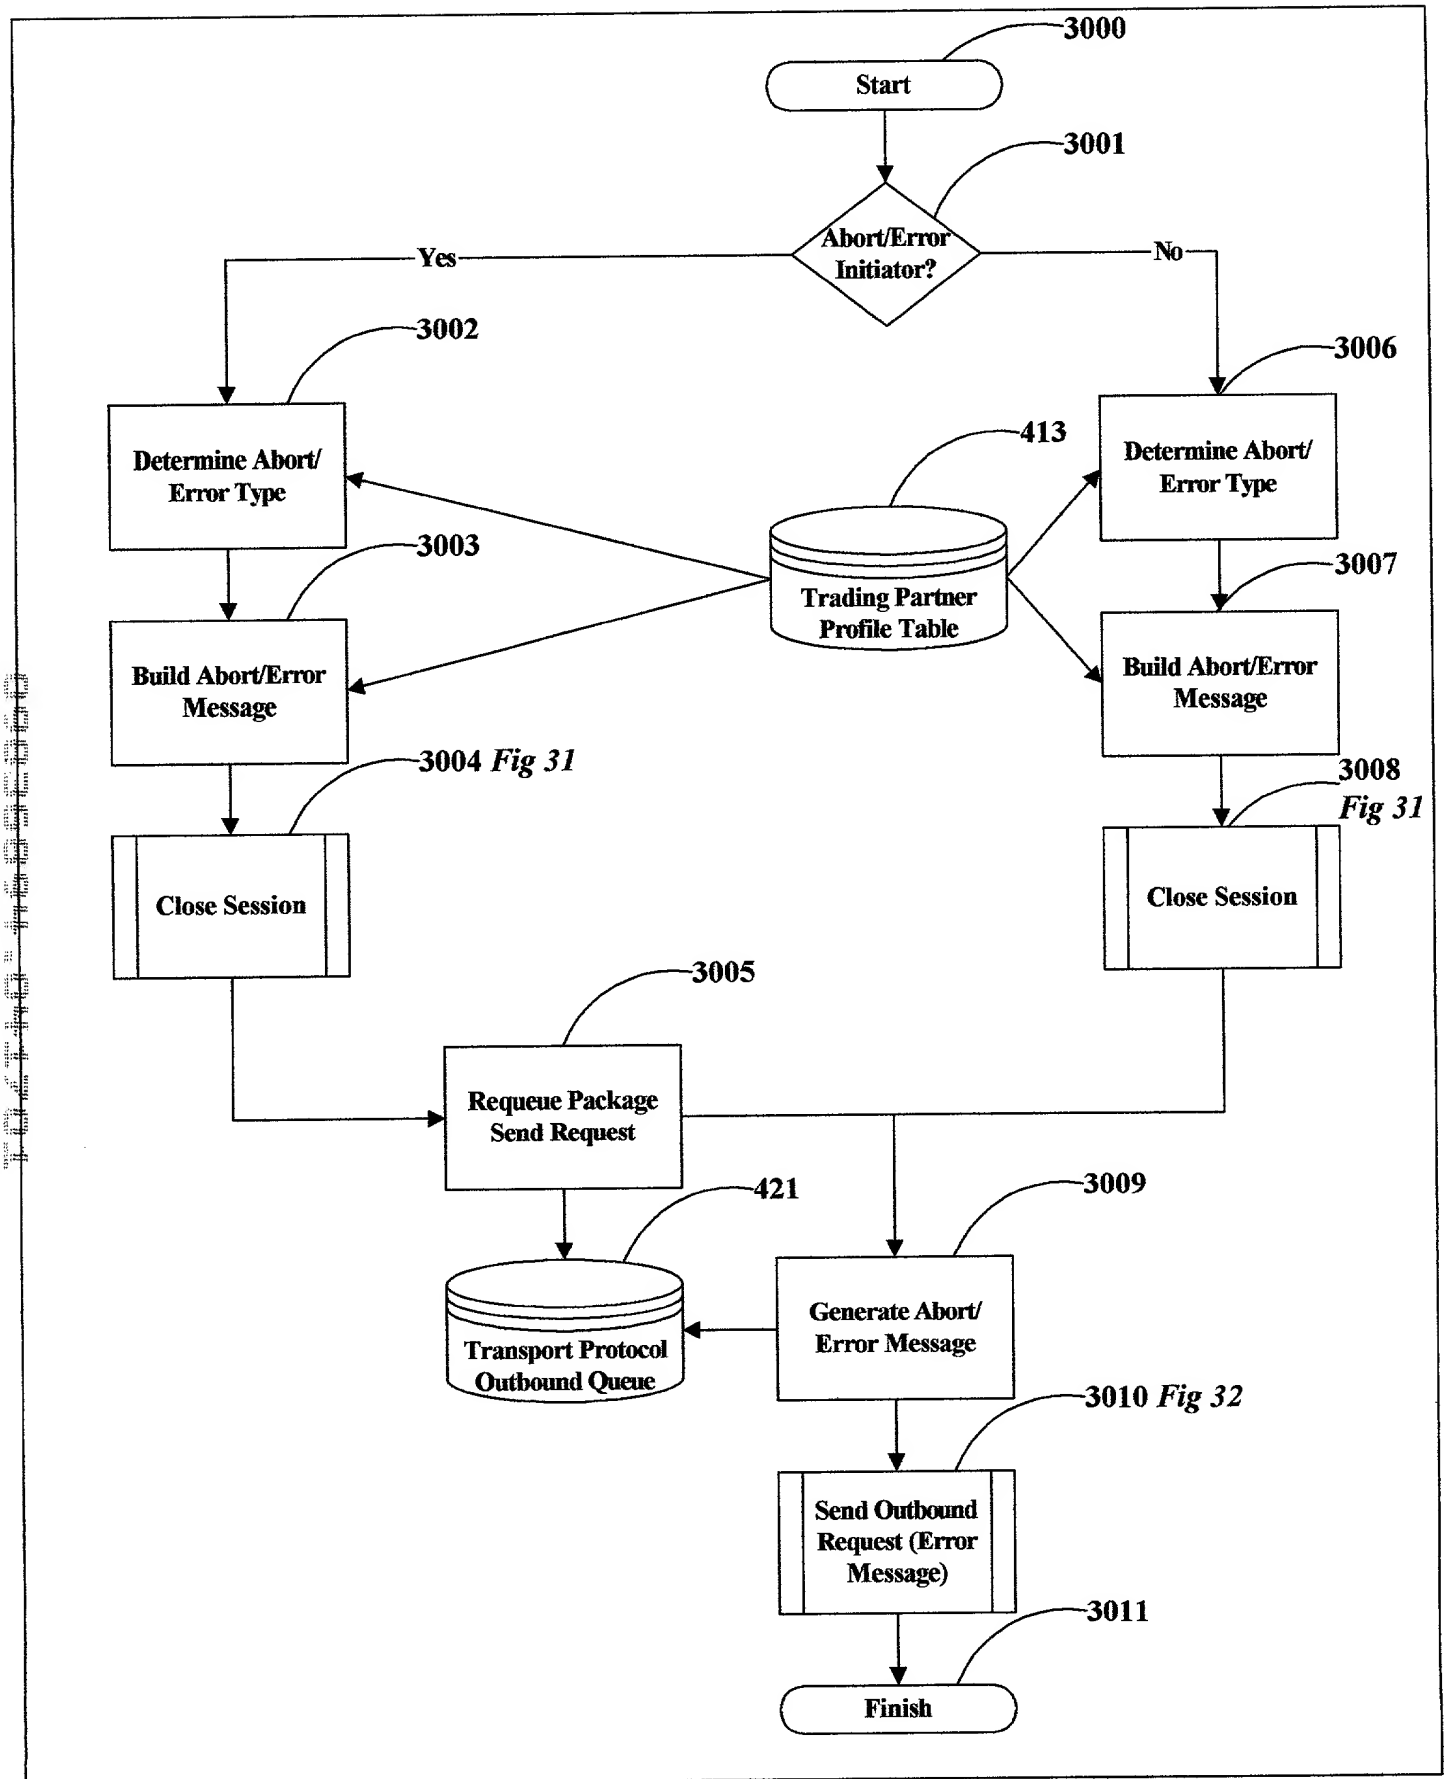 3000
Start
3001
Abort/Error
Initiator?
Yes
No
3002
3006
413
Determine Abort/
Error Type
Determine Abort/
Error Type
3003
3007
Trading Partner
Profile Table
Build Abort/Error
Message
Build Abort/Error
Message
3004 Fig 31
3008
Fig 31
Close Session
Close Session
3005
Requeue Package
Send Request
421
3009
Transport Protocol
Outbound Queue
Generate Abort/
Error Message
3010 Fig 32
Send Outbound
Request (Error
Message)
3011
Finish